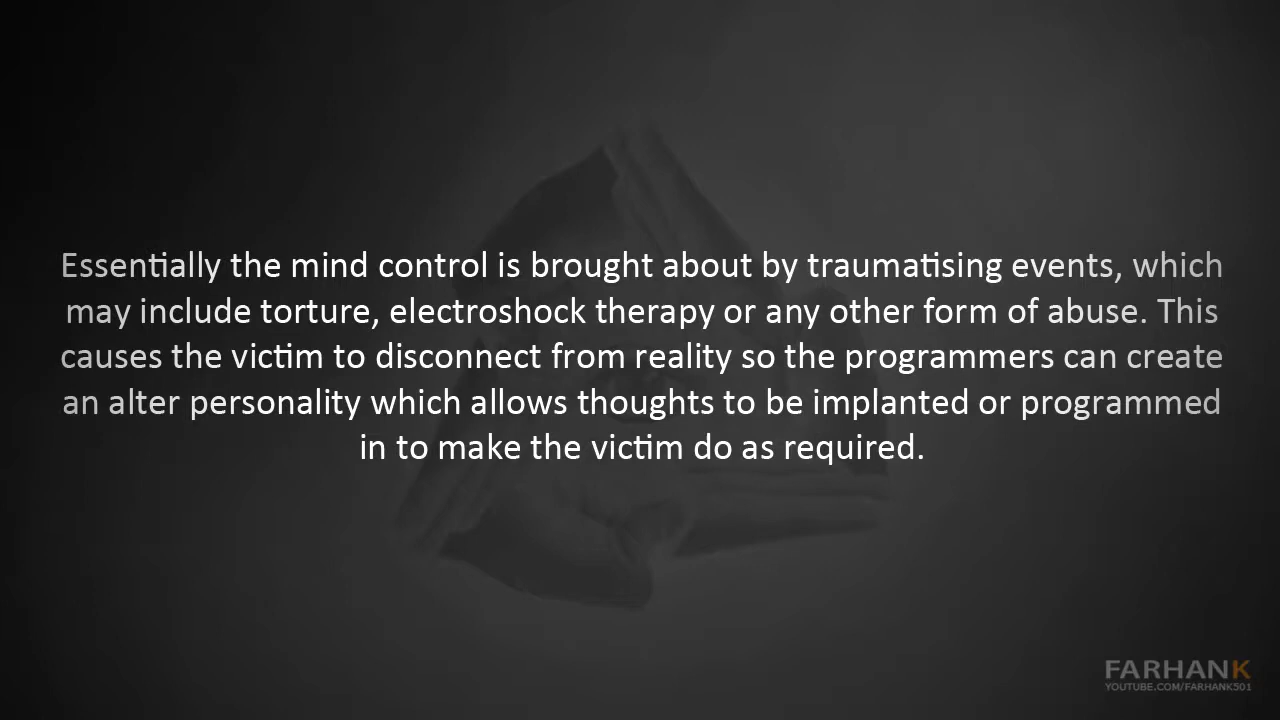 Essentially the mind control is brought about by traumatising events, which
may include torture, electroshock therapy or any other form of abuse. This
causes the victim to disconnect from reality so the programmers can create
an alter personality which allows thoughts to be implanted or programmed
in to make the victim do as required.
FARHANK
YOUTUBE.COM/FARHANK501